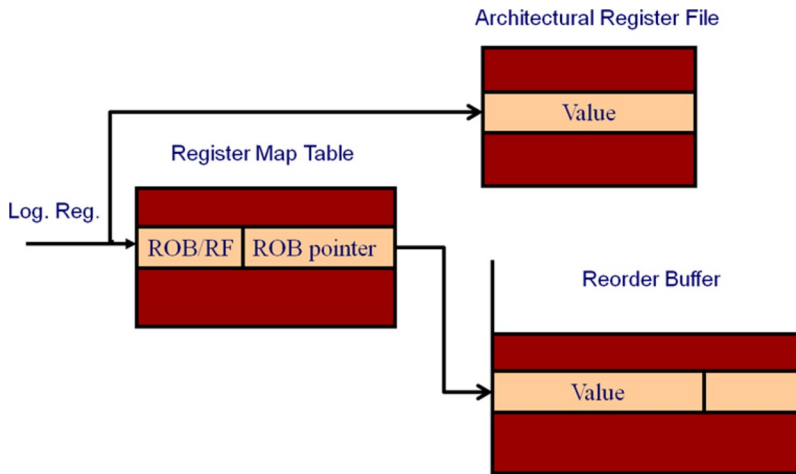 Architectural Register File
Value
Register Map Table
Log. Reg.
ROB/RF
ROB pointer
Reorder Buffer
Value